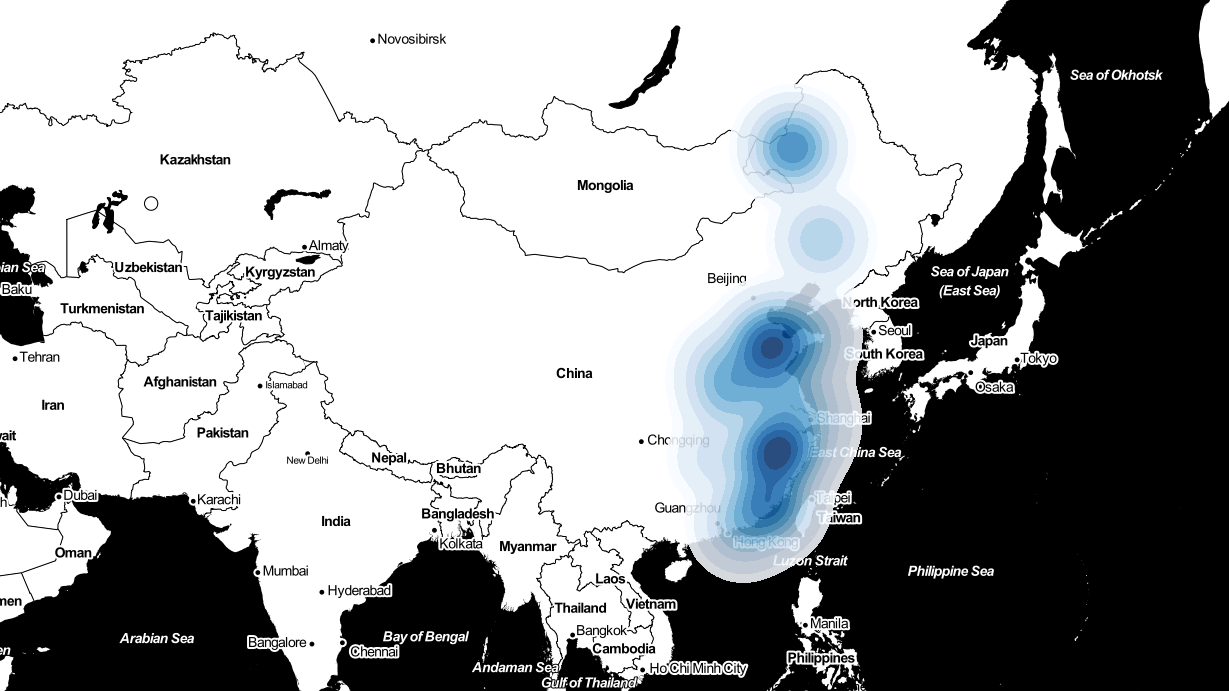 Novosibirsk
Sea of Okhotsk
Kazakhstan
Mongolia
Almaty
Uzbekistan
Kyrgyzstan
ian Sea
Baku
Beijing
Sea of Japan
(East Sea)
Turkmenistan
Tajikistan
North Korea
Seoul
South Korea
Japan
Tehran
Tokyo
Afghanistan
Islamabad
China
Osaka
Iran
Pakistan
Shanghai
wait
Chongqing
East China Sea
Nepal
New Delhi
Bhutan
Dubai
Karachi
Taipei
Guangzhou
Bangladesh
India
Taiwan
Kolkata
Myanmar
Hong Kong
Oman
Luzon Strait
Mumbai
Philippine Sea
Laos
Hyderabad
men
Thailand
Vietnam
Manila
Arabian Sea
Bay of Bengal
Bangkok
Bangalore
Chennai
Cambodia
Philippines
Andaman Sea
Ho Chi Minh City
Gulf of Thailand